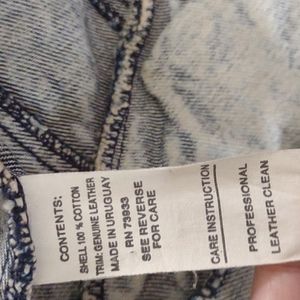 CONTENTS:
SHELL 100 % COTTON
TRIM: GENUINE LEATHER
MADE IN URUGUAY
RN 73933
SEE REVERSE
FOR CARE
CARE INSTRUCTION
PROFESSIONAL
LEATHER CLEAN